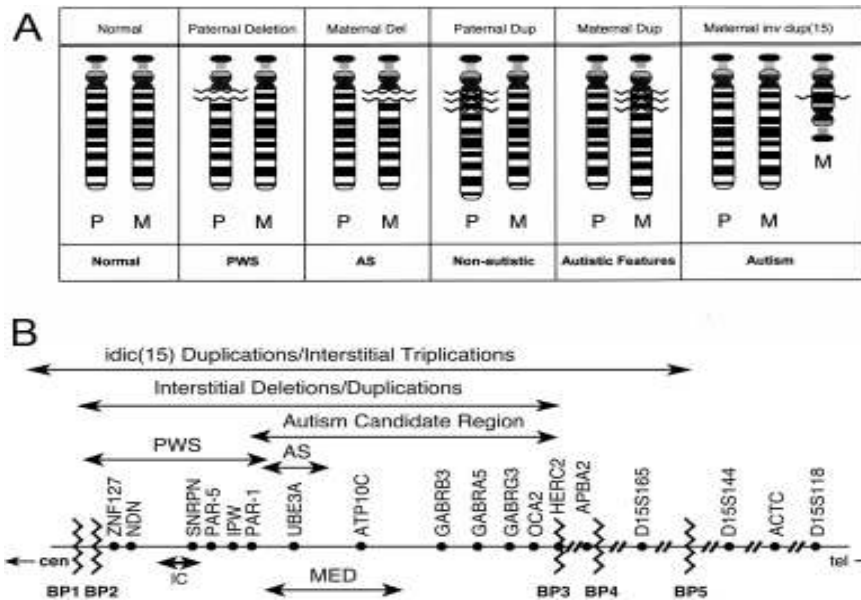 A
Normal Paternal Deletion Maternal Del Paternal Dup Maternal Dup Maternal inv dup(15)
M
P M P M P M P M P M P M
Normal PWS AS Non-autistic Autistic Features Autism
B
idic(15) Duplications/Interstitial Triplications
Interstitial Deletions/Duplications
Autism Candidate Region
PWS AS
ZNF127 NDN SNRPN PAR-5 IPW PAR-1 UBE3A ATP10C GABRB3 GABRA5 GABRG3 OCA2 HERC2 APBA2 D15S165 D15S144 ACTC D15S118
cen tel
IC MED
BP1 BP2 BP3 BP4 BP5